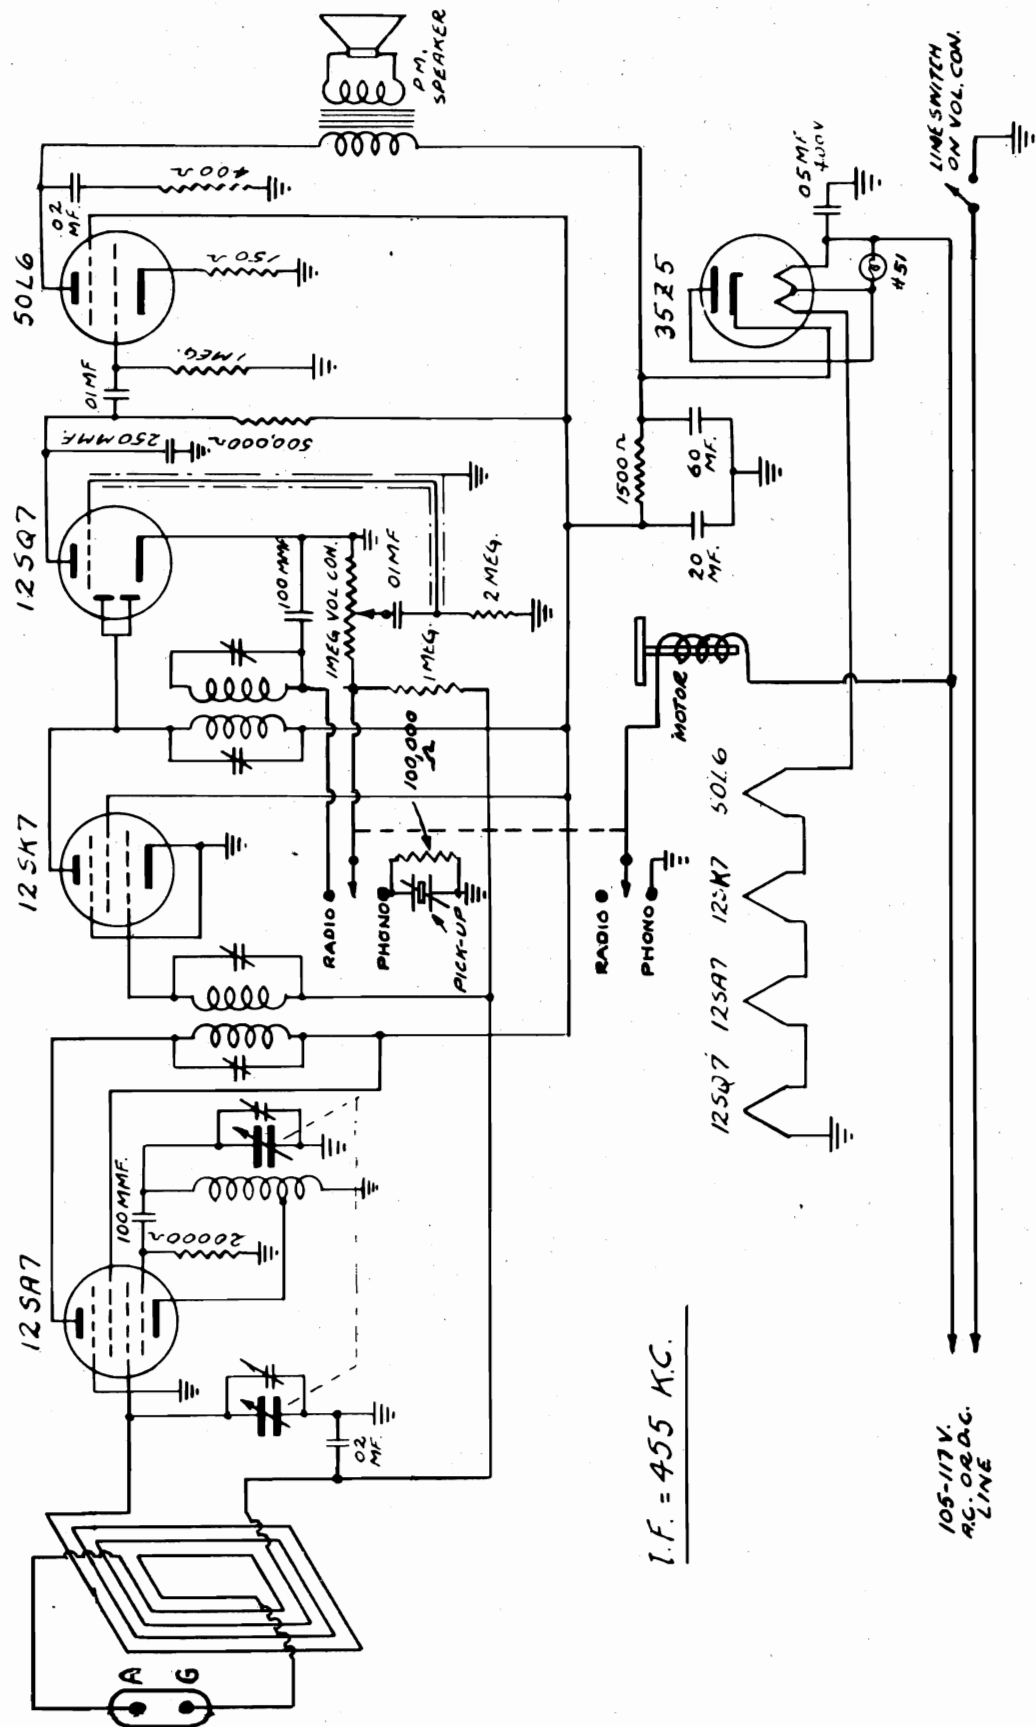 12SA7
12SK7
12SQ7
50L6
A
G
02
MF.
100 MMF.
20000Ω
250 MMF.
.01 MF
500,000Ω
1 MEG.
150Ω
.02
MF.
400Ω
P.M.
SPEAKER
100 MMF
1 MEG VOL CON.
.01 MF
2 MEG.
1 MEG.
RADIO
PHONO
100,000
Ω
PICK-UP
RADIO
PHONO
MOTOR
1500Ω
20
MF.
60
MF.
35Z5
05 MF
400V
#51
12SQ7
12SA7
12SK7
50L6
I.F. = 455 K.C.
105-117 V.
A.C. OR D.C.
LINE
LINE SWITCH
ON VOL. CON.